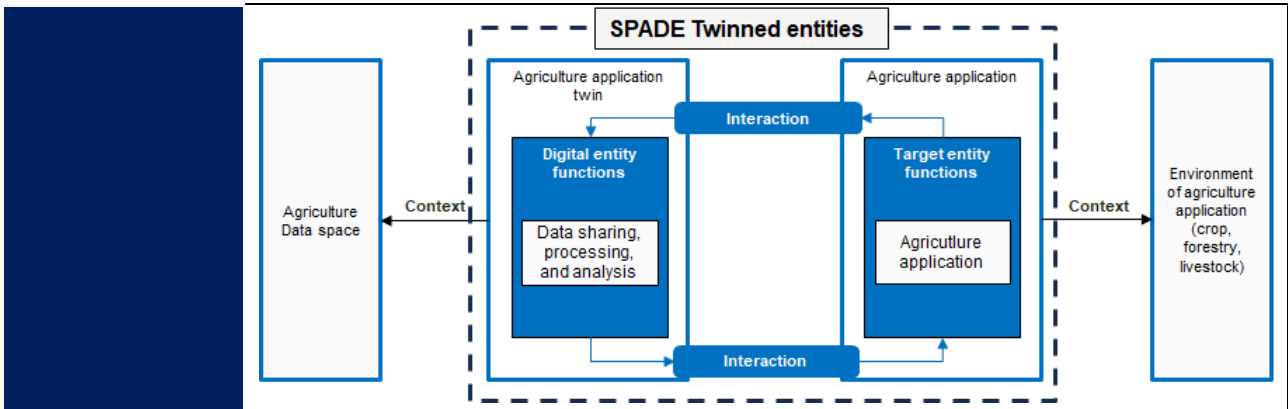 SPADE Twinned entities
Agriculture application
twin
Agriculture application
Interaction
Digital entity
functions
Target entity
functions
Data sharing,
processing,
and analysis
Agricutlure
application
Interaction
Context
Context
Agriculture
Data space
Environment
of agriculture
application
(crop,
forestry,
livestock)